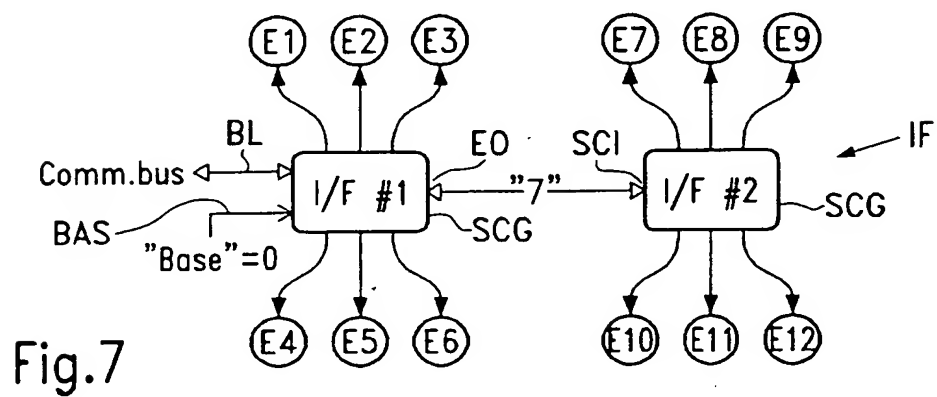 E1 E2 E3 E7 E8 E9
BL EO SCI IF
Comm.bus I/F #1 "7" I/F #2
BAS SCG SCG
"Base"=0
E4 E5 E6 E10 E11 E12
Fig.7